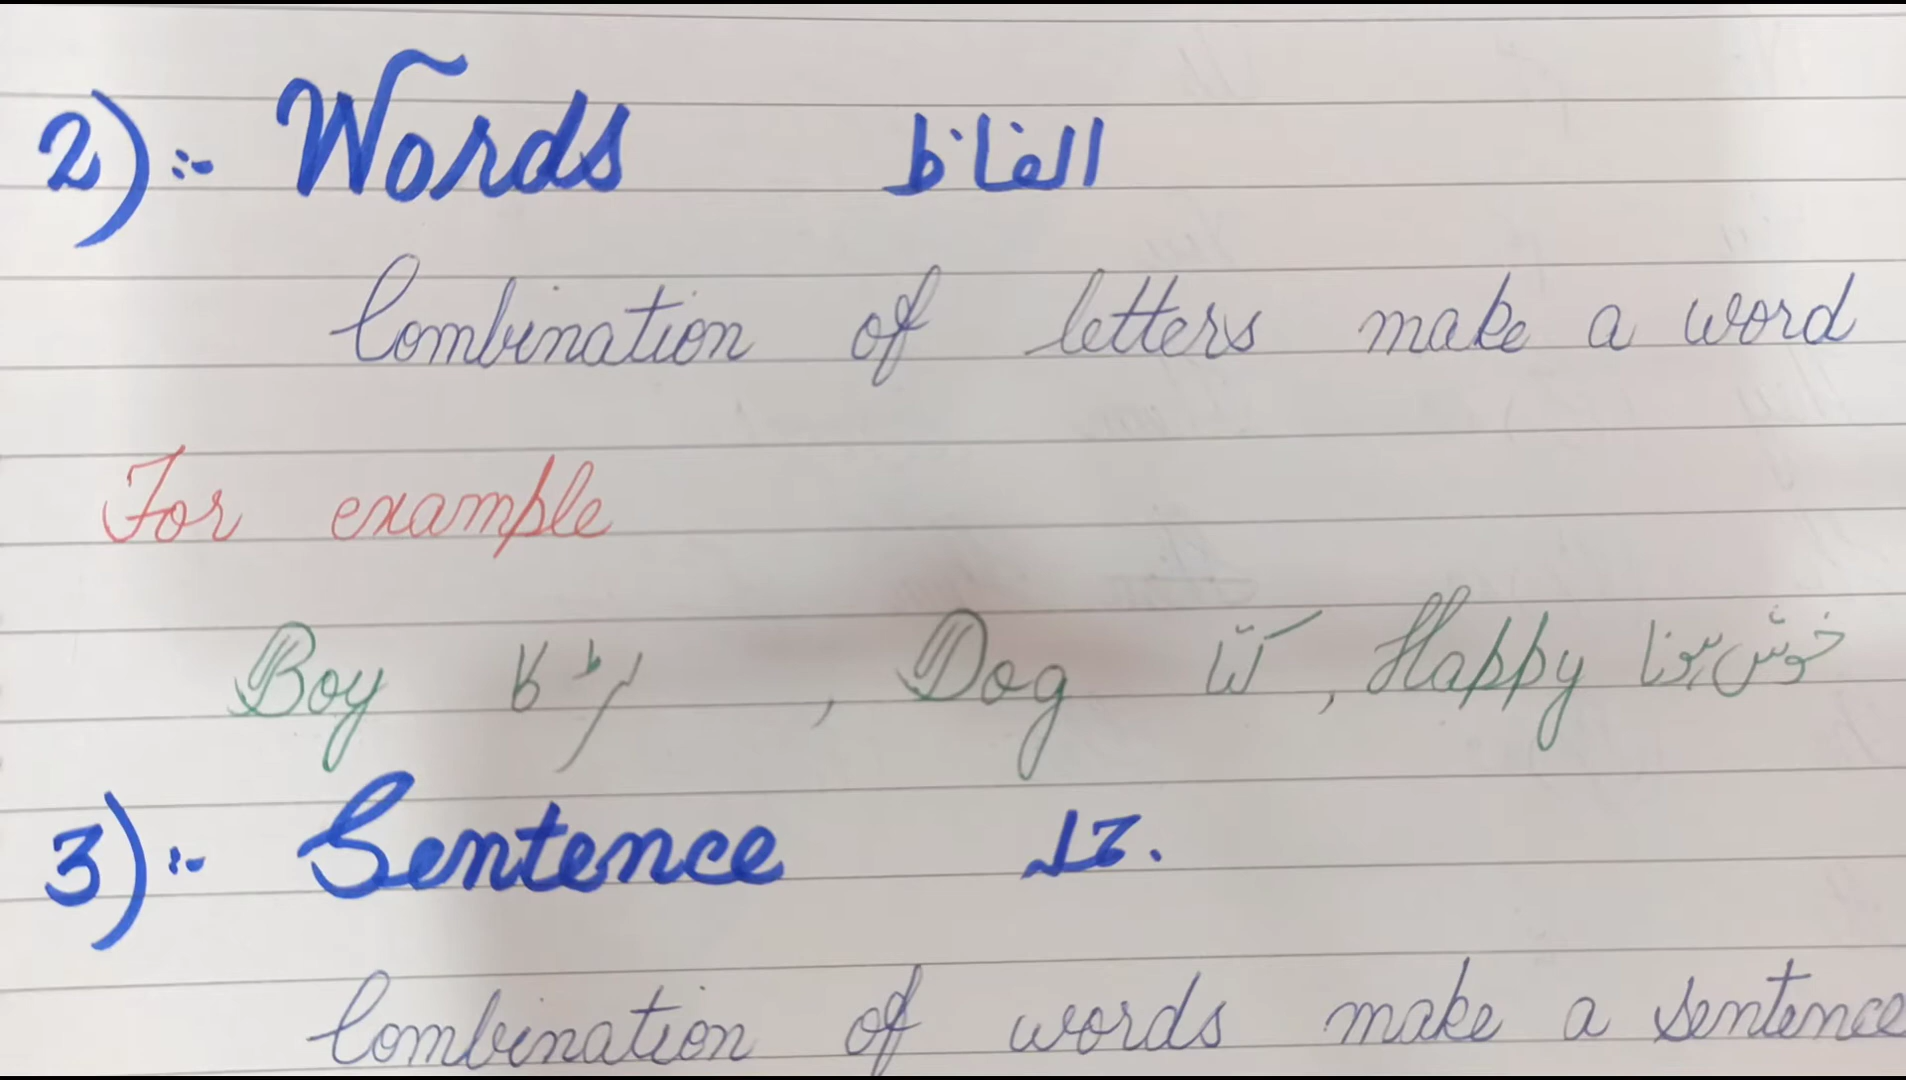 2):- Words الفاظ
Combination of letters make a word
For example
Boy لڑکا , Dog کتا , Happy خوش ہونا
3):- Sentence جملہ
Combination of words make a sentence